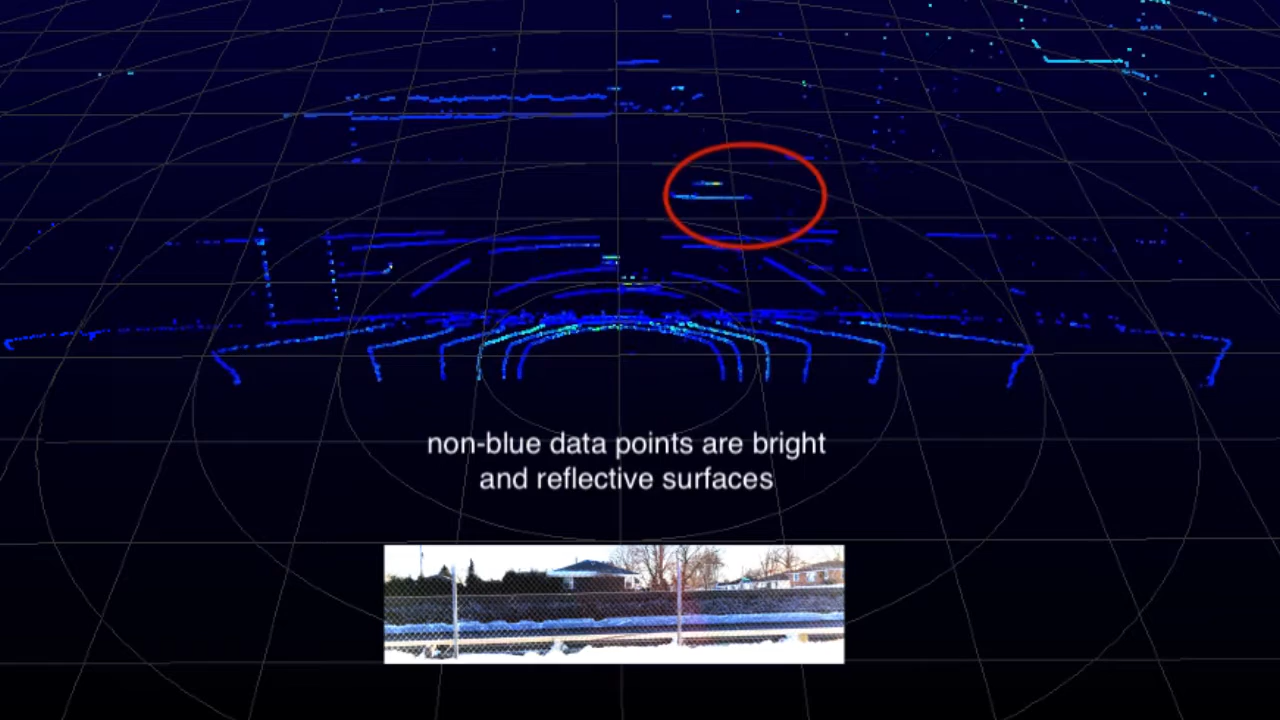 non-blue data points are bright
and reflective surfaces